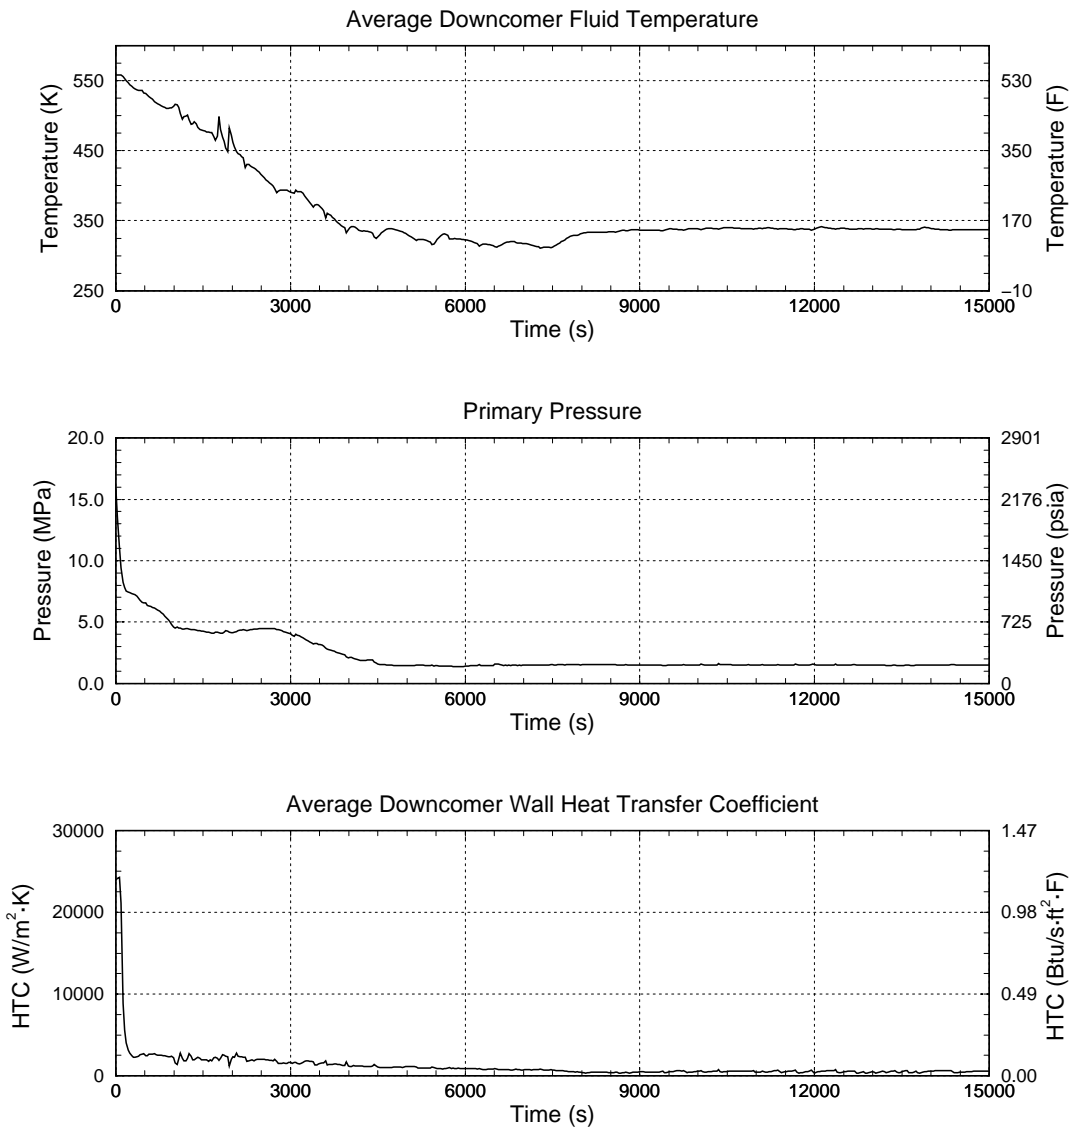 Average Downcomer Fluid Temperature
Temperature (K)
550
450
350
250
530
350
170
−10
Temperature (F)
0 3000 6000 9000 12000 15000
Time (s)
Primary Pressure
Pressure (MPa)
20.0
15.0
10.0
5.0
0.0
2901
2176
1450
725
0
Pressure (psia)
0 3000 6000 9000 12000 15000
Time (s)
Average Downcomer Wall Heat Transfer Coefficient
HTC (W/m²·K)
30000
20000
10000
0
1.47
0.98
0.49
0.00
HTC (Btu/s·ft²·F)
0 3000 6000 9000 12000 15000
Time (s)